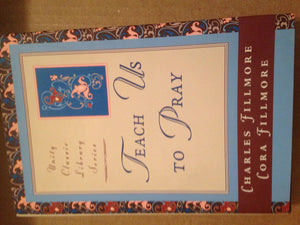 Unity
Classic
Library
Series
TEACH US
TO PRAY
CHARLES FILLMORE
CORA FILLMORE